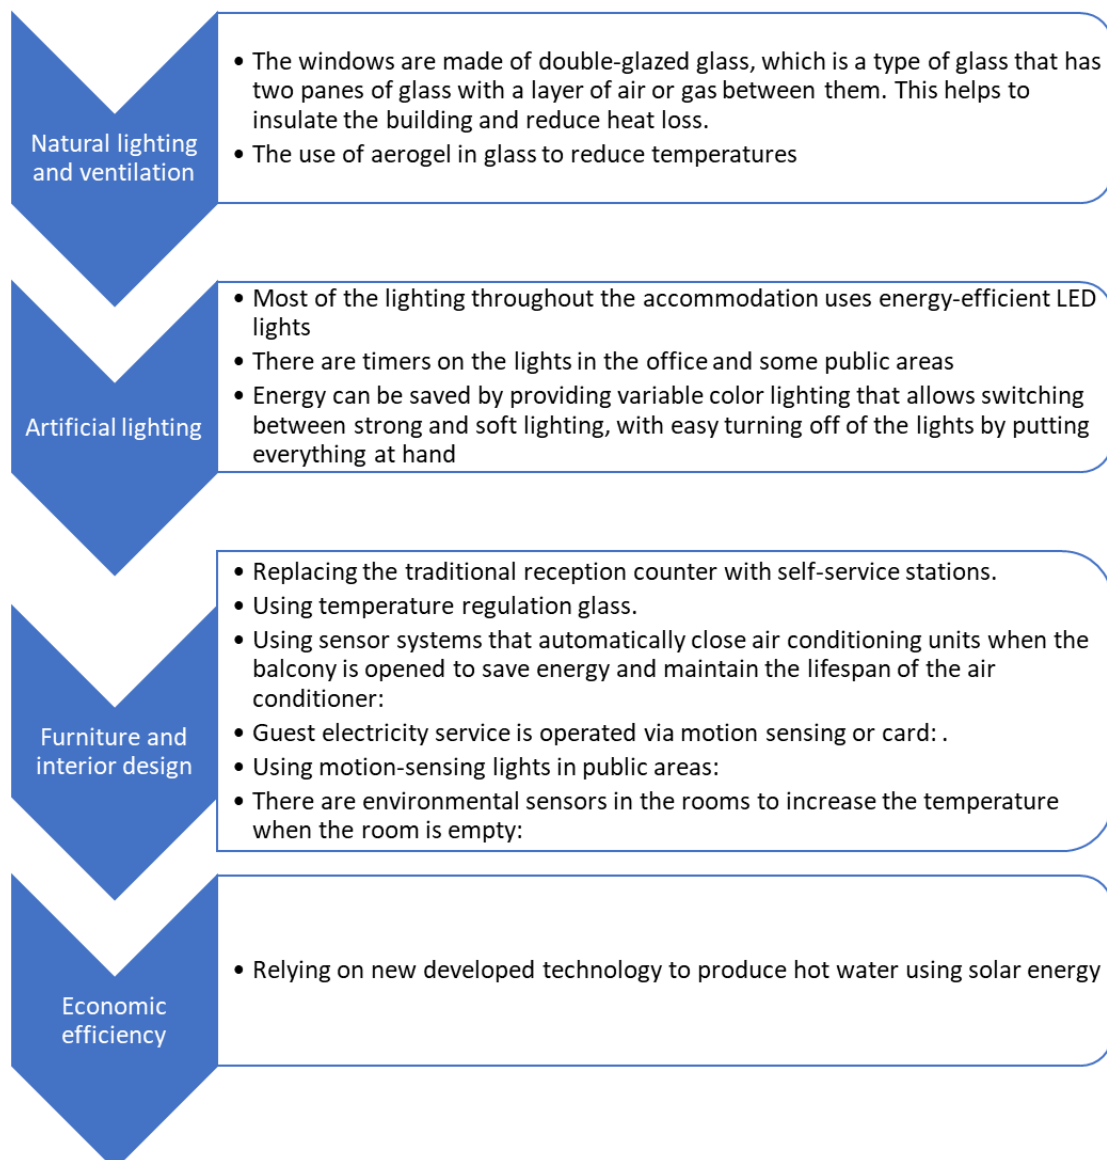 Natural lighting
and ventilation
• The windows are made of double-glazed glass, which is a type of glass that has
two panes of glass with a layer of air or gas between them. This helps to
insulate the building and reduce heat loss.
• The use of aerogel in glass to reduce temperatures
Artificial lighting
• Most of the lighting throughout the accommodation uses energy-efficient LED
lights
• There are timers on the lights in the office and some public areas
• Energy can be saved by providing variable color lighting that allows switching
between strong and soft lighting, with easy turning off of the lights by putting
everything at hand
Furniture and
interior design
• Replacing the traditional reception counter with self-service stations.
• Using temperature regulation glass.
• Using sensor systems that automatically close air conditioning units when the
balcony is opened to save energy and maintain the lifespan of the air
conditioner:
• Guest electricity service is operated via motion sensing or card: .
• Using motion-sensing lights in public areas:
• There are environmental sensors in the rooms to increase the temperature
when the room is empty:
Economic
efficiency
• Relying on new developed technology to produce hot water using solar energy